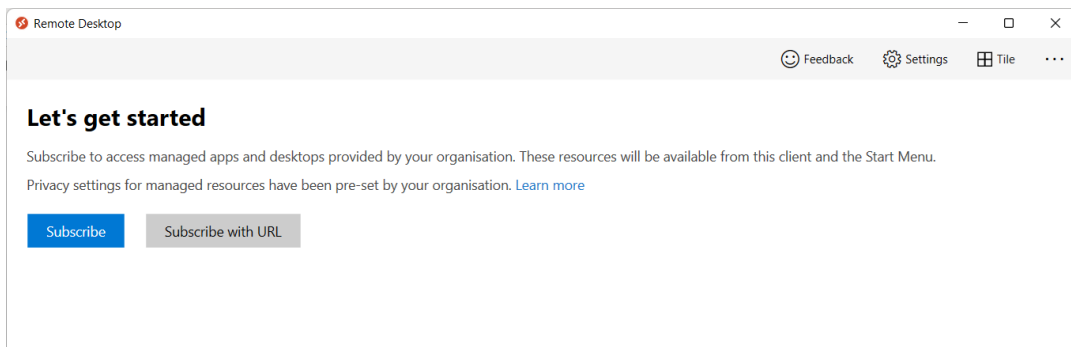 Remote Desktop
Feedback Settings Tile
Let's get started
Subscribe to access managed apps and desktops provided by your organisation. These resources will be available from this client and the Start Menu.
Privacy settings for managed resources have been pre-set by your organisation. Learn more
Subscribe Subscribe with URL